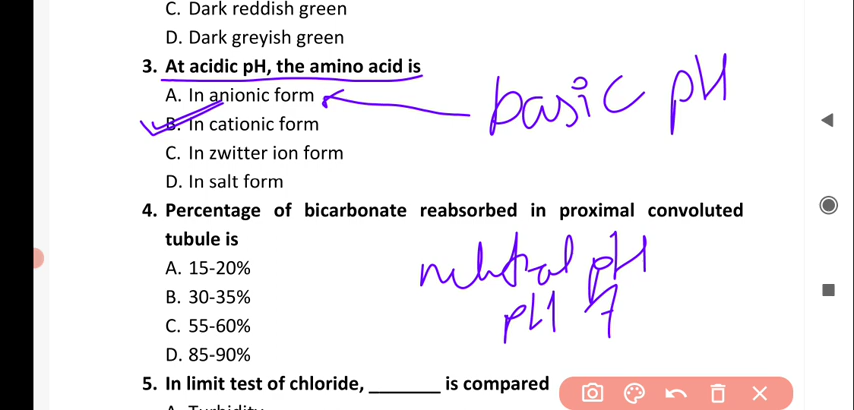 C. Dark reddish green
D. Dark greyish green
3. At acidic pH, the amino acid is
A. In anionic form
basic pH
B. In cationic form
C. In zwitter ion form
D. In salt form
4. Percentage of bicarbonate reabsorbed in proximal convoluted
tubule is
neutral pH
A. 15-20%
B. 30-35%
pH 7
C. 55-60%
D. 85-90%
5. In limit test of chloride, _______ is compared
A. Turbidity